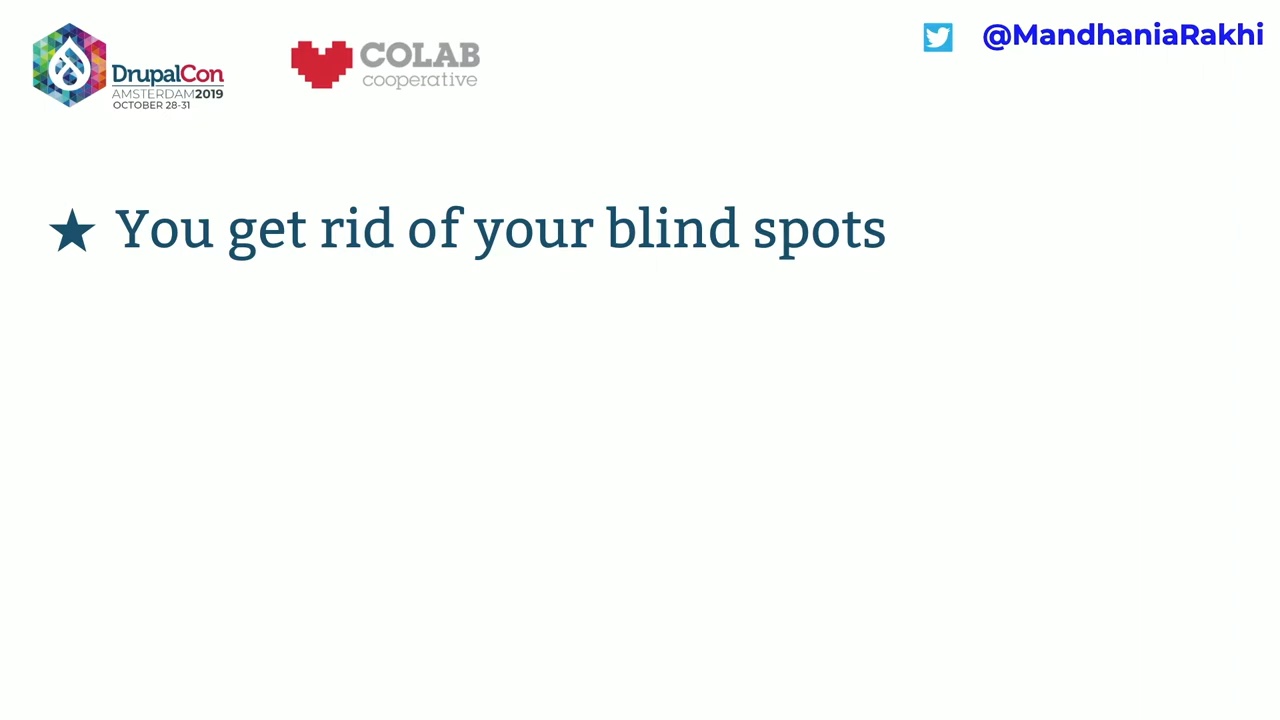 DrupalCon
AMSTERDAM2019
OCTOBER 28-31
COLAB
cooperative
@MandhaniaRakhi
★ You get rid of your blind spots